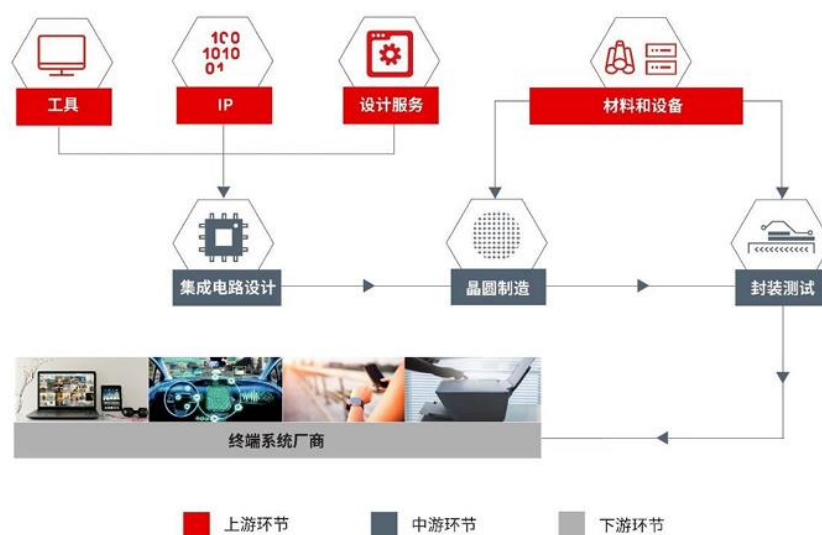 100
1010
01
工具
IP
设计服务
材料和设备
集成电路设计
晶圆制造
封装测试
终端系统厂商
上游环节
中游环节
下游环节